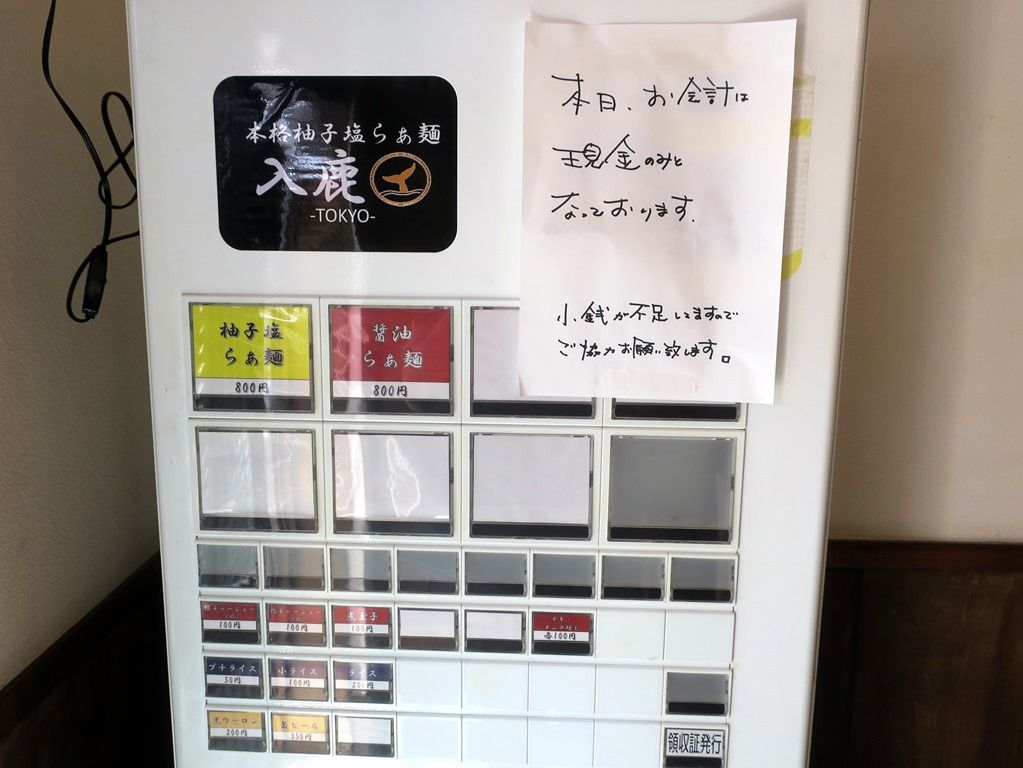 本格柚子塩らぁ麺
入鹿
-TOKYO-
本日、お会計は
現金のみと
なっております。
小銭が不足してますので
ご協力お願い致します。
柚子塩
らぁ麺
800円
醤油
らぁ麺
800円
100円
100円
煮玉子
100円
各100円
プチライス
50円
小ライス
100円
ライス
200円
黒ウーロン
200円
缶ビール
350円
領収証発行